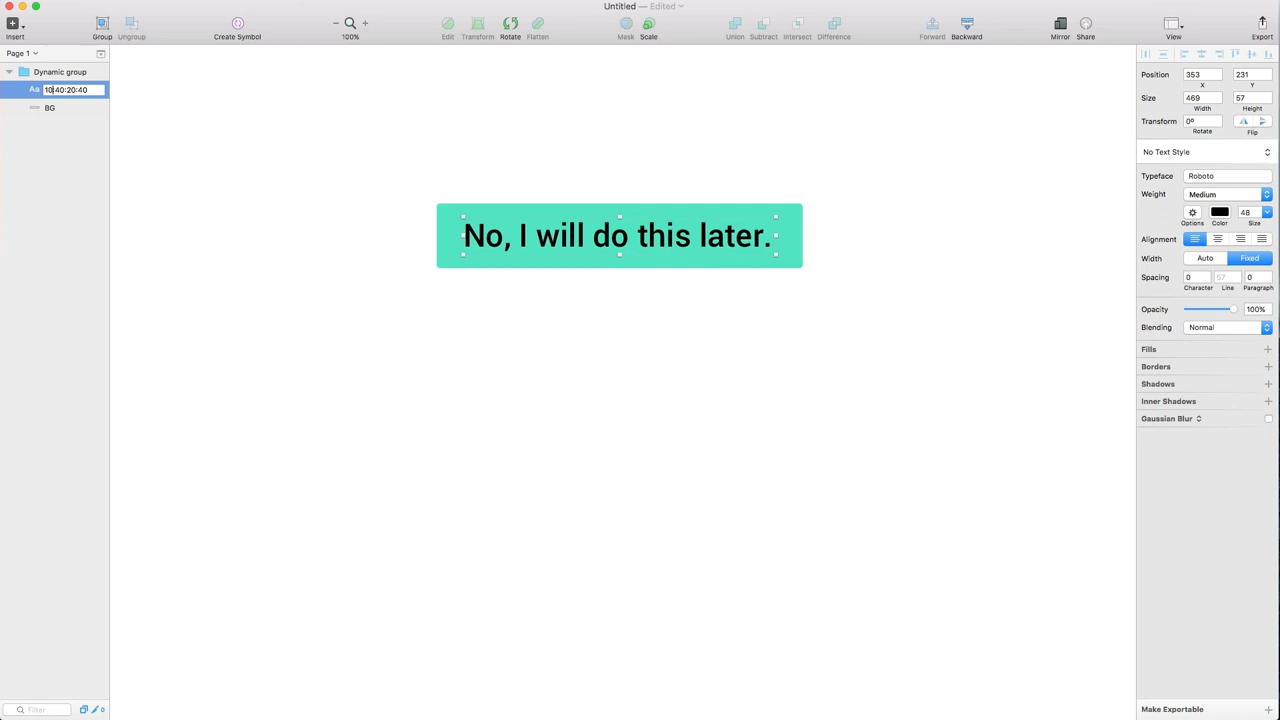 Untitled — Edited
Insert
Group
Ungroup
Create Symbol
100%
Edit
Transform
Rotate
Flatten
Mask
Scale
Union
Subtract
Intersect
Difference
Forward
Backward
Mirror
Share
View
Export
Page 1
Dynamic group
Aa 10:40:20:40
BG
No, I will do this later.
Position 353 231
X Y
Size 469 57
Width Height
Transform 0º
Rotate Flip
No Text Style
Typeface Roboto
Weight Medium
48
Options Color Size
Alignment
Width Auto Fixed
Spacing 0 57 0
Character Line Paragraph
Opacity 100%
Blending Normal
Fills
Borders
Shadows
Inner Shadows
Gaussian Blur
Filter 0
Make Exportable